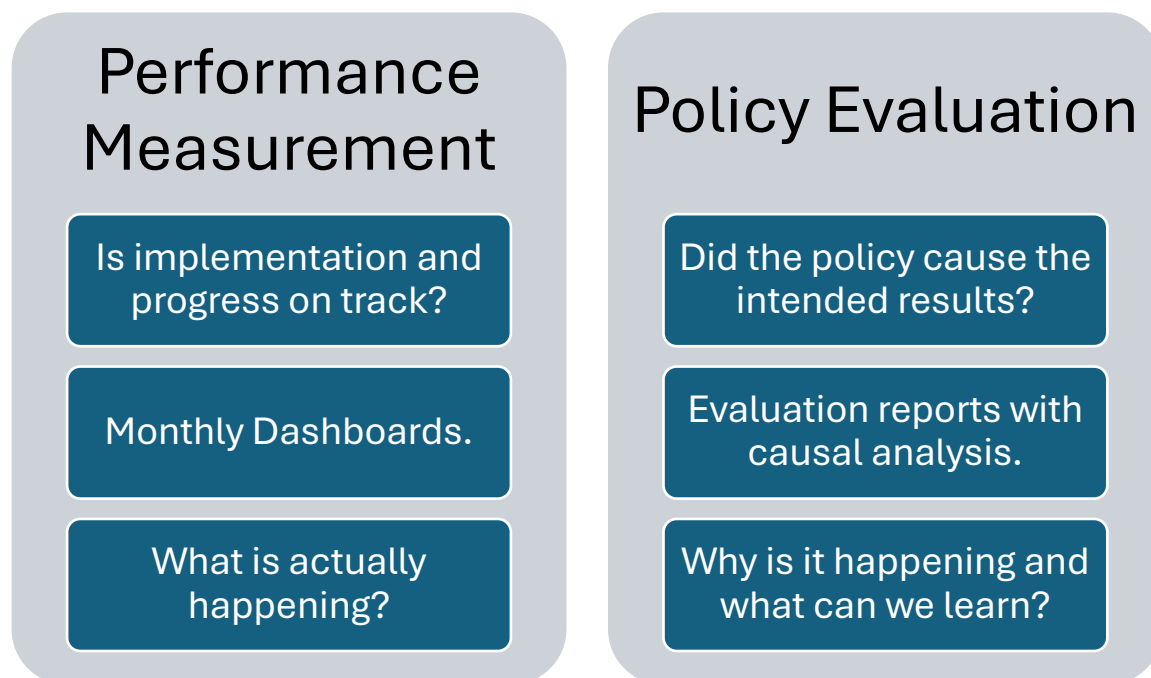 Performance
Measurement
Is implementation and
progress on track?
Monthly Dashboards.
What is actually
happening?
Policy Evaluation
Did the policy cause the
intended results?
Evaluation reports with
causal analysis.
Why is it happening and
what can we learn?